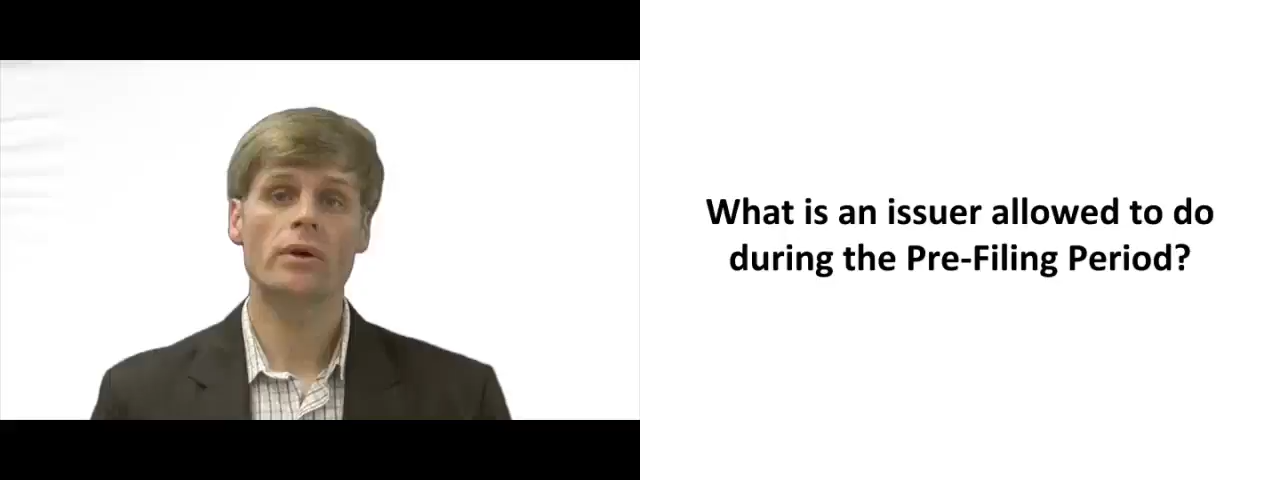 What is an issuer allowed to do
during the Pre-Filing Period?